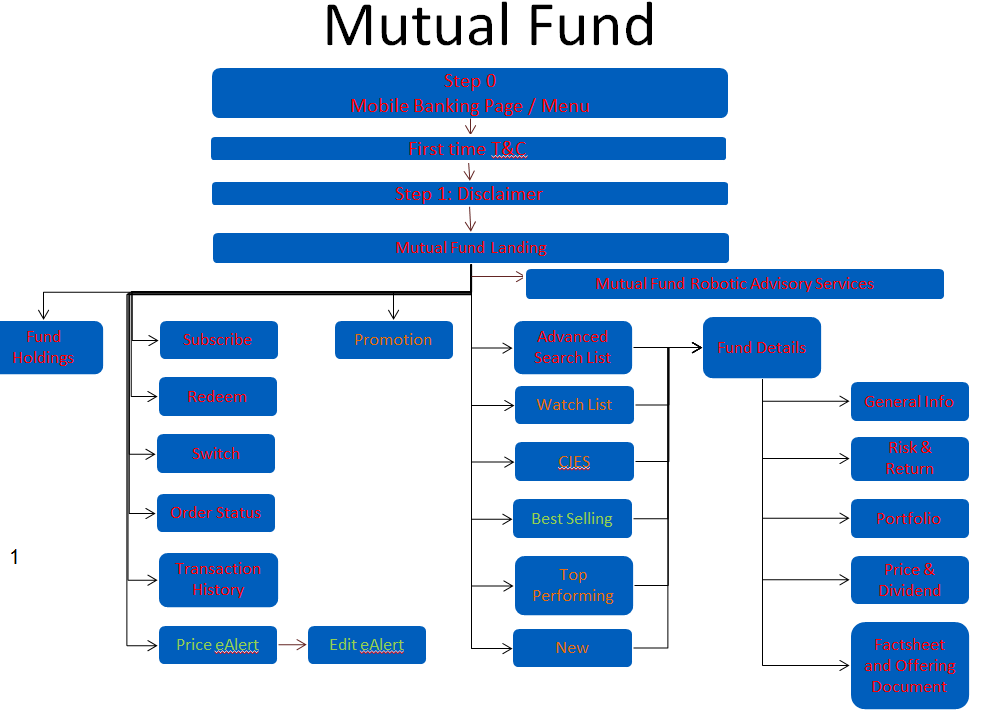 Mutual Fund
Step 0
Mobile Banking Page / Menu
First time T&C
Step 1: Disclaimer
Mutual Fund Landing
Mutual Fund Robotic Advisory Services
Fund
Holdings
Subscribe
Redeem
Switch
Order Status
Transaction
History
Price eAlert
Edit eAlert
Promotion
Advanced
Search List
Watch List
CIES
Best Selling
Top
Performing
New
Fund Details
General Info
Risk &
Return
Portfolio
Price &
Dividend
Factsheet
and Offering
Document
1